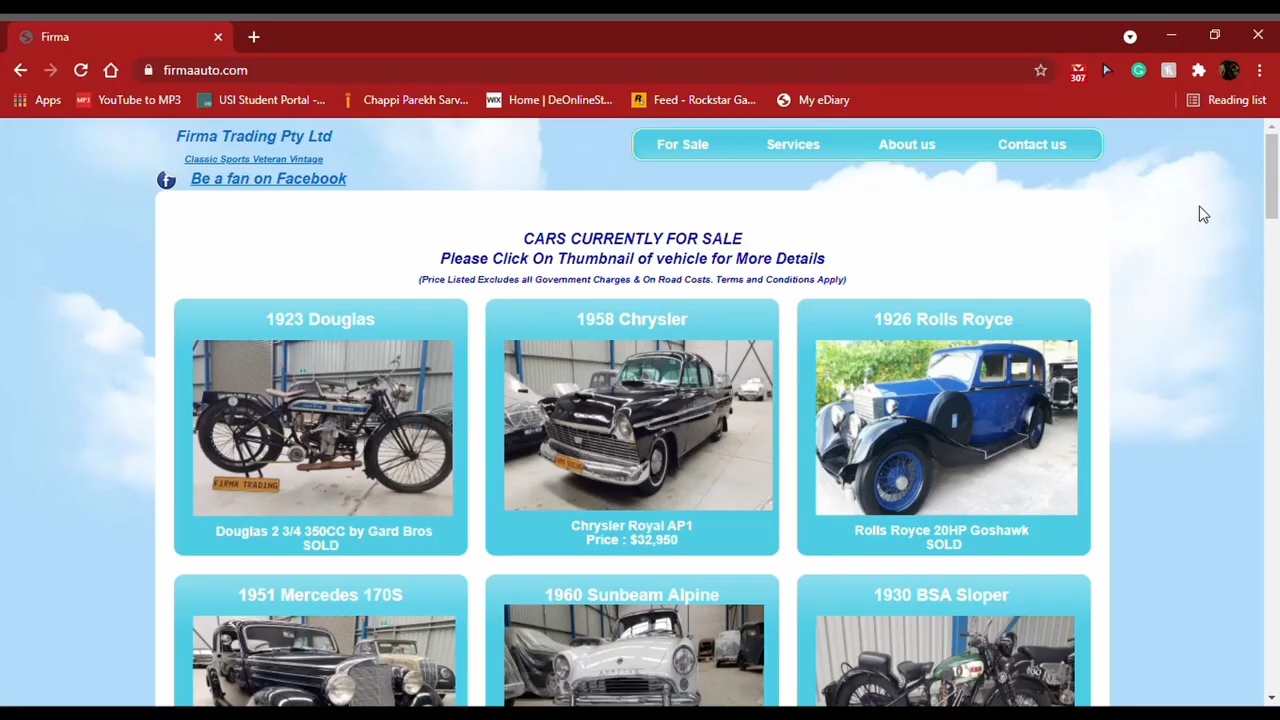 Firma
firmaauto.com
307
Apps
YouTube to MP3
USI Student Portal -...
Chappi Parekh Sarv...
WIX
Home | DeOnlineSt...
Feed - Rockstar Ga...
My eDiary
Reading list
Firma Trading Pty Ltd
Classic Sports Veteran Vintage
Be a fan on Facebook
For Sale
Services
About us
Contact us
CARS CURRENTLY FOR SALE
Please Click On Thumbnail of vehicle for More Details
(Price Listed Excludes all Government Charges & On Road Costs. Terms and Conditions Apply)
1923 Douglas
FIRMA TRADING
Douglas 2 3/4 350CC by Gard Bros
SOLD
1958 Chrysler
Chrysler Royal AP1
Price : $32,950
1926 Rolls Royce
Rolls Royce 20HP Goshawk
SOLD
1951 Mercedes 170S
1960 Sunbeam Alpine
1930 BSA Sloper